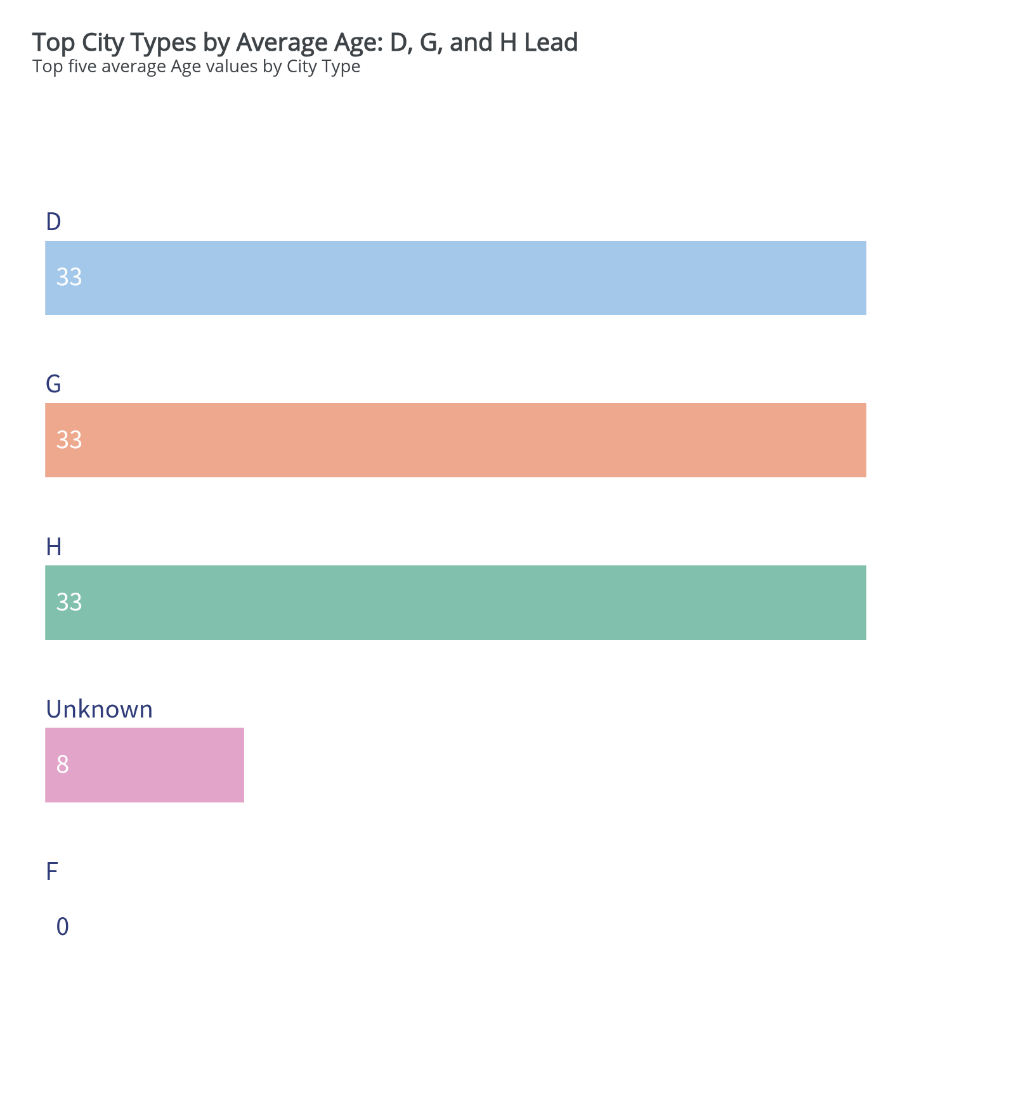 Top City Types by Average Age: D, G, and H Lead
Top five average Age values by City Type
D
33
G
33
H
33
Unknown
8
F
0